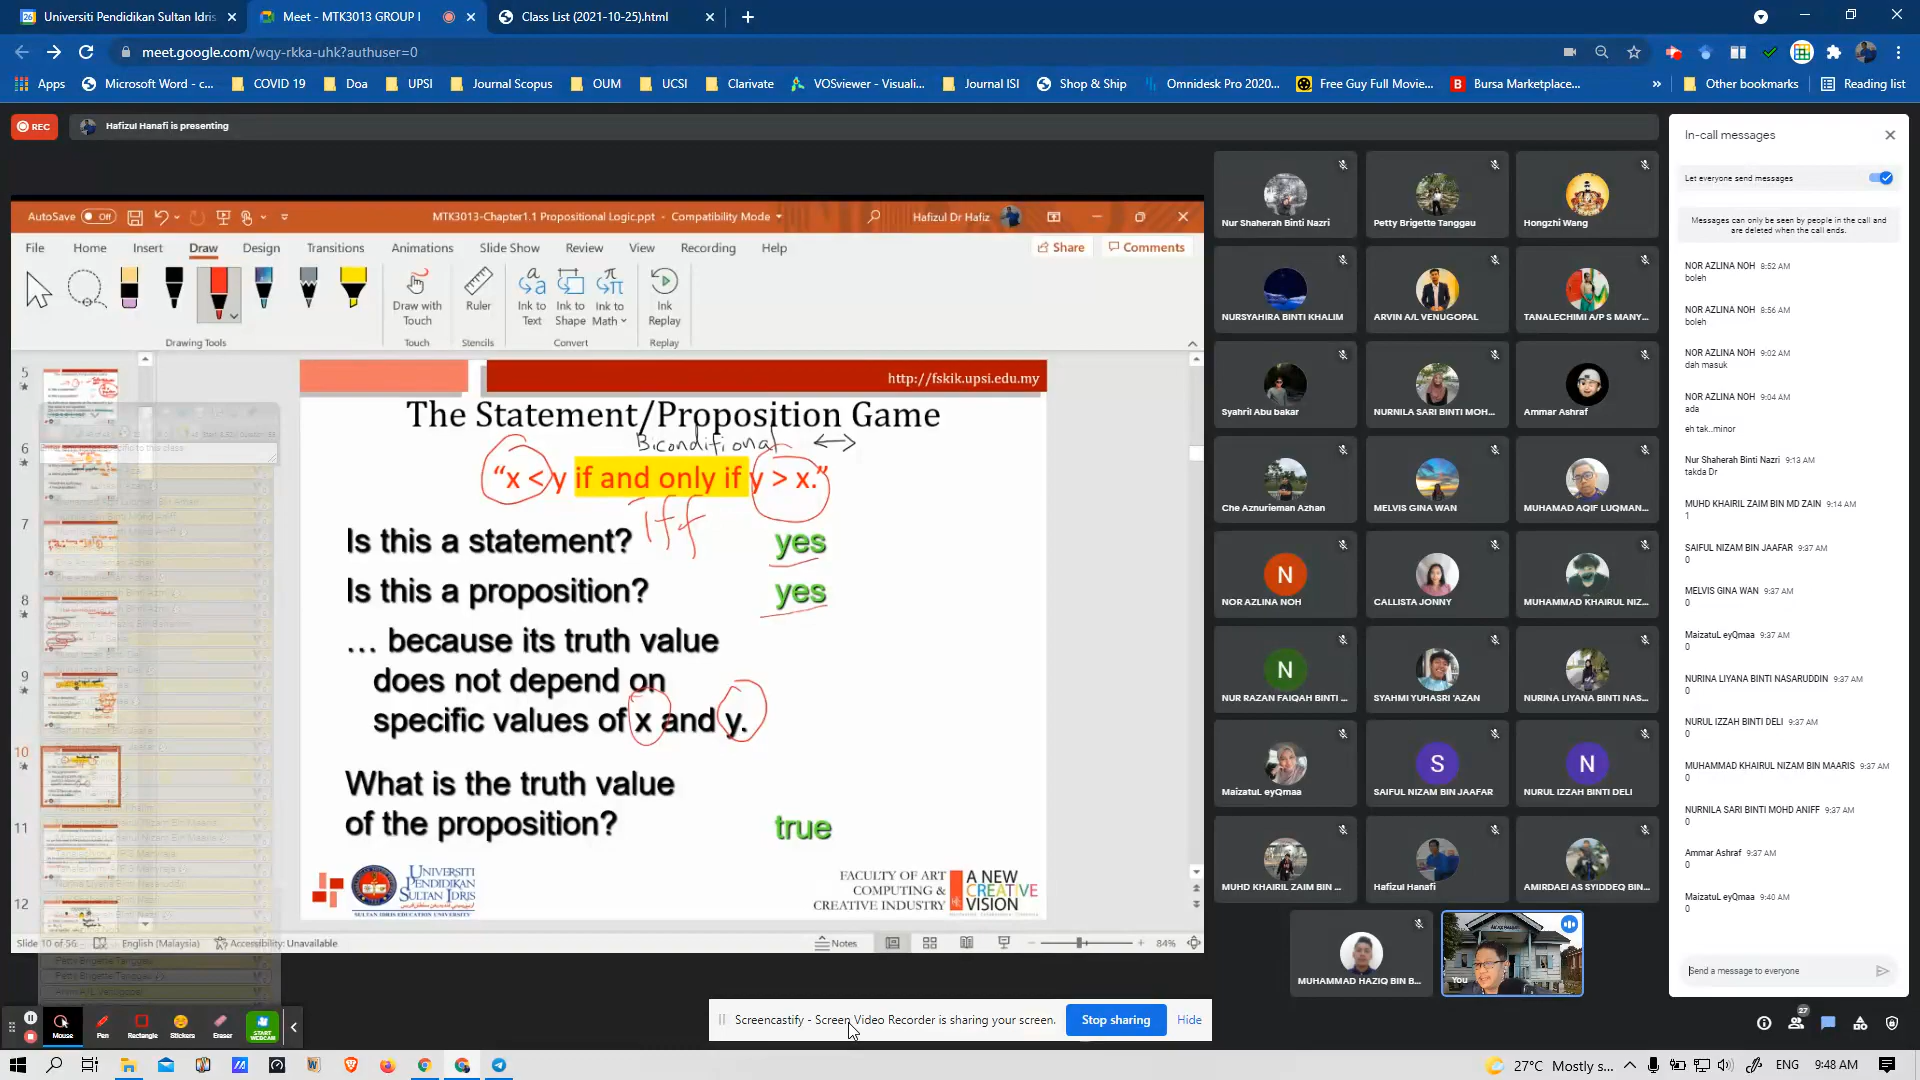 Universiti Pendidikan Sultan Idris
Meet - MTK3013 GROUP I
Class List (2021-10-25).html
meet.google.com/wqy-rkka-uhk?authuser=0
Apps
Microsoft Word - c...
COVID 19
Doa
UPSI
Journal Scopus
OUM
UCSI
Clarivate
VOSviewer - Visuali...
Journal ISI
Shop & Ship
Omnidesk Pro 2020...
Free Guy Full Movie...
Bursa Marketplace...
Other bookmarks
Reading list
REC
Hafizul Hanafi is presenting
AutoSave Off
MTK3013-Chapter1.1 Propositional Logic.ppt - Compatibility Mode
Hafizul Dr Hafiz
File Home Insert Draw Design Transitions Animations Slide Show Review View Recording Help
Share
Comments
Draw with Touch
Ruler
Ink to Text
Ink to Shape
Ink to Math
Ink Replay
Drawing Tools
Touch
Stencils
Convert
Replay
5
6
7
8
9
10
11
12
http://fskik.upsi.edu.my
The Statement/Proposition Game
Biconditional ↔
“x < y if and only if y > x.”
iff
Is this a statement? yes
Is this a proposition? yes
… because its truth value
does not depend on
specific values of x and y.
What is the truth value
of the proposition? true
UNIVERSITI
PENDIDIKAN
SULTAN IDRIS
SULTAN IDRIS EDUCATION UNIVERSITY
FACULTY OF ART
COMPUTING &
CREATIVE INDUSTRY
A NEW
CREATIVE
VISION
Slide 10 of 56
English (Malaysia)
Accessibility: Unavailable
Notes
84%
Nur Shaherah Binti Nazri
Petty Brigette Tanggau
Hongzhi Wang
NURSYAHIRA BINTI KHALIM
ARVIN A/L VENUGOPAL
TANALECHIMI A/P S MANY...
Syahril Abu bakar
NURNILA SARI BINTI MOH...
Ammar Ashraf
Che Aznurieman Azhan
MELVIS GINA WAN
MUHAMAD AQIF LUQMAN...
N
NOR AZLINA NOH
CALLISTA JONNY
MUHAMMAD KHAIRUL NIZ...
N
NUR RAZAN FAIQAH BINTI ...
SYAHMI YUHASRI 'AZAN
NURINA LIYANA BINTI NAS...
MaizatuL eyQmaa
S
SAIFUL NIZAM BIN JAAFAR
N
NURUL IZZAH BINTI DELI
MUHD KHAIRIL ZAIM BIN ...
Hafizul Hanafi
AMIRDAEI AS SYIDDEQ BIN...
MUHAMMAD HAZIQ BIN B...
You
In-call messages
Let everyone send messages
Messages can only be seen by people in the call and
are deleted when the call ends.
NOR AZLINA NOH 8:52 AM
boleh
NOR AZLINA NOH 8:56 AM
boleh
NOR AZLINA NOH 9:02 AM
dah masuk
NOR AZLINA NOH 9:04 AM
ada
eh tak..minor
Nur Shaherah Binti Nazri 9:13 AM
takda Dr
MUHD KHAIRIL ZAIM BIN MD ZAIN 9:14 AM
1
SAIFUL NIZAM BIN JAAFAR 9:37 AM
0
MELVIS GINA WAN 9:37 AM
0
MaizatuL eyQmaa 9:37 AM
0
NURINA LIYANA BINTI NASARUDDIN 9:37 AM
0
NURUL IZZAH BINTI DELI 9:37 AM
0
MUHAMMAD KHAIRUL NIZAM BIN MAARIS 9:37 AM
0
NURNILA SARI BINTI MOHD ANIFF 9:37 AM
0
Ammar Ashraf 9:37 AM
0
MaizatuL eyQmaa 9:40 AM
0
Send a message to everyone
27
Mouse
Pen
Rectangle
Stickers
Eraser
START WEBCAM
Screencastify - Screen Video Recorder is sharing your screen.
Stop sharing
Hide
27°C Mostly s...
ENG
9:48 AM